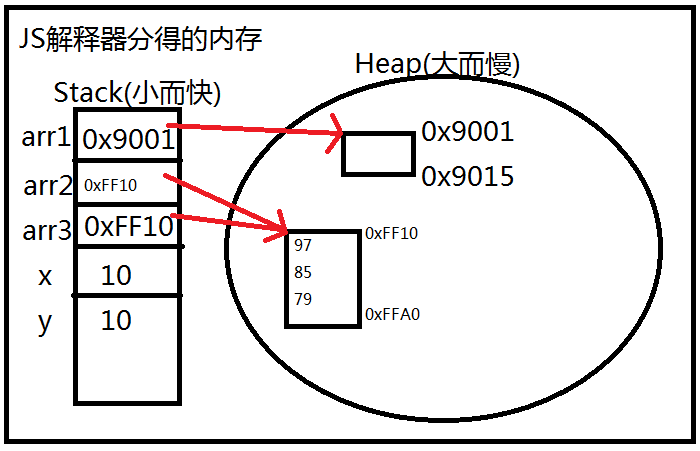 JS解释器分得的内存
Heap(大而慢)
Stack(小而快)
arr1 0x9001
0x9001
0x9015
arr2 0xFF10
arr3 0xFF10
0xFF10
97
85
79
0xFFA0
x 10
y 10